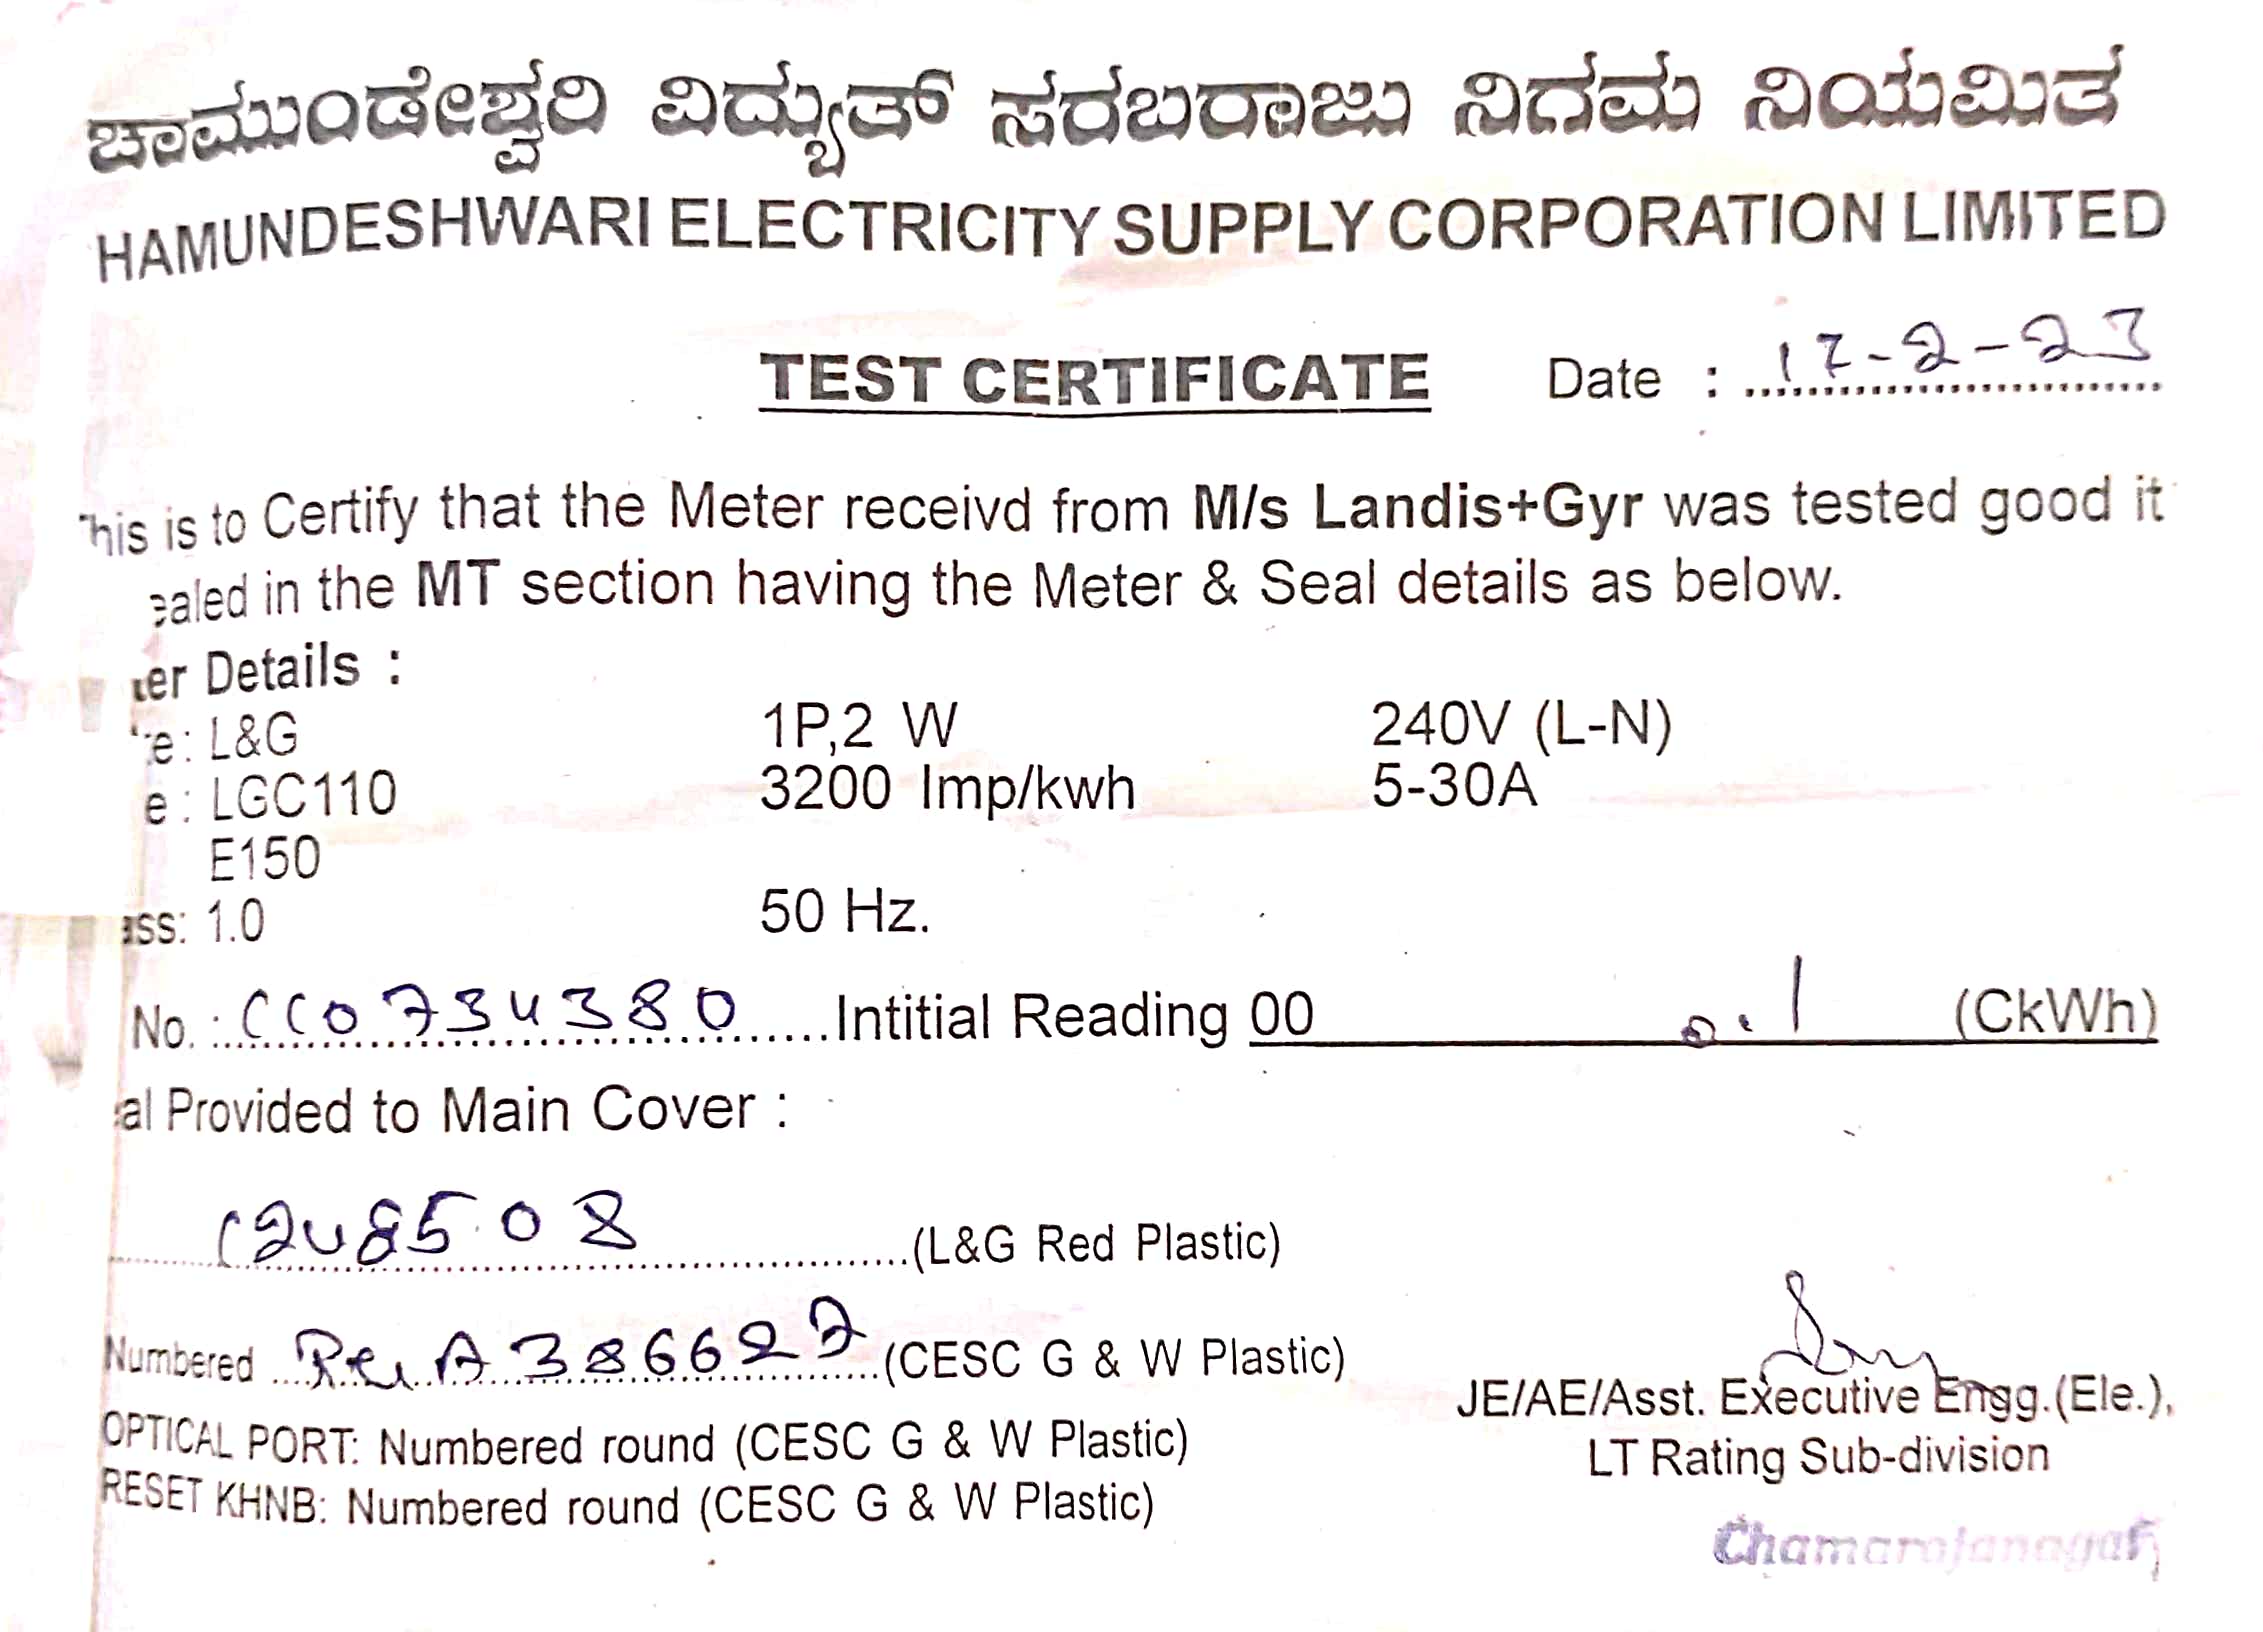 ಚಾಮುಂಡೇಶ್ವರಿ ವಿದ್ಯುತ್ ಸರಬರಾಜು ನಿಗಮ ನಿಯಮಿತ
HAMUNDESHWARI ELECTRICITY SUPPLY CORPORATION LIMITED
TEST CERTIFICATE Date : 17-2-23
his is to Certify that the Meter receivd from M/s Landis+Gyr was tested good it
ealed in the MT section having the Meter & Seal details as below.
er Details :
e : L&G 1P,2 W 240V (L-N)
e : LGC110 3200 Imp/kwh 5-30A
E150
ass: 1.0 50 Hz.
No. : CC0734380 Intitial Reading 00 0.1 (CkWh)
al Provided to Main Cover :
(L&G Red Plastic)
Numbered (CESC G & W Plastic)
OPTICAL PORT: Numbered round (CESC G & W Plastic)
RESET KHNB: Numbered round (CESC G & W Plastic)
JE/AE/Asst. Executive Engg.(Ele.),
LT Rating Sub-division
Chamarajanagar